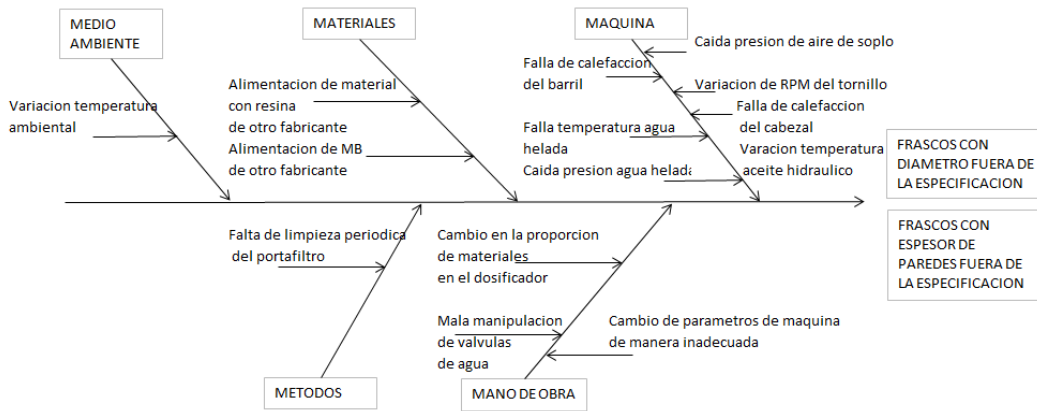 MEDIO
AMBIENTE
MATERIALES
MAQUINA
Caida presion de aire de soplo
Falla de calefaccion
del barril
Variacion de RPM del tornillo
Falla de calefaccion
del cabezal
Falla temperatura agua
helada
Varacion temperatura
aceite hidraulico
Caida presion agua helada
Alimentacion de material
con resina
de otro fabricante
Alimentacion de MB
de otro fabricante
Variacion temperatura
ambiental
FRASCOS CON
DIAMETRO FUERA DE
LA ESPECIFICACION
FRASCOS CON
ESPESOR DE
PAREDES FUERA DE
LA ESPECIFICACION
Falta de limpieza periodica
del portafiltro
Cambio en la proporcion
de materiales
en el dosificador
Mala manipulacion
de valvulas
de agua
Cambio de parametros de maquina
de manera inadecuada
METODOS
MANO DE OBRA